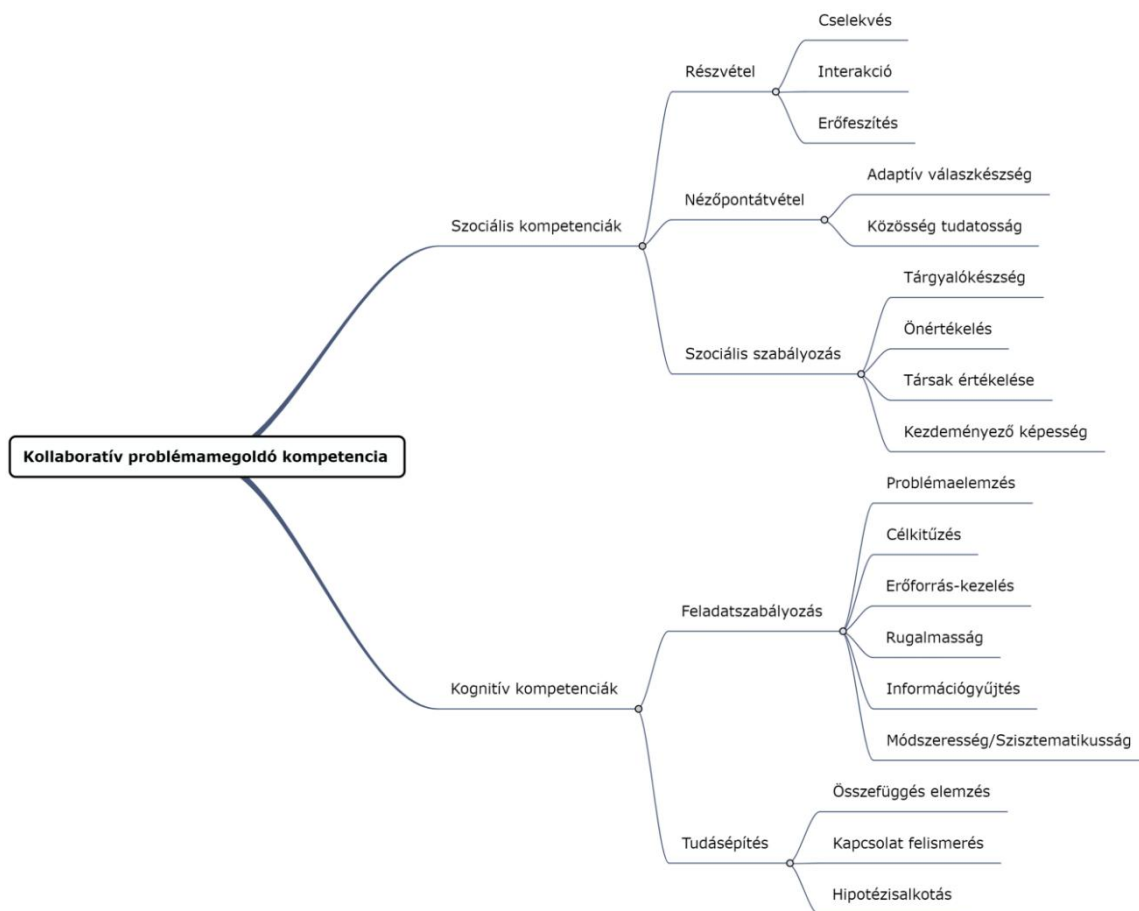 Kollaboratív problémamegoldó kompetencia
Szociális kompetenciák
Részvétel
Cselekvés
Interakció
Erőfeszítés
Nézőpontátvétel
Adaptív válaszkészség
Közösség tudatosság
Szociális szabályozás
Tárgyalókészség
Önértékelés
Társak értékelése
Kezdeményező képesség
Kognitív kompetenciák
Feladatszabályozás
Problémaelemzés
Célkitűzés
Erőforrás-kezelés
Rugalmasság
Információgyűjtés
Módszeresség/Szisztematikusság
Tudásépítés
Összefüggés elemzés
Kapcsolat felismerés
Hipotézisalkotás